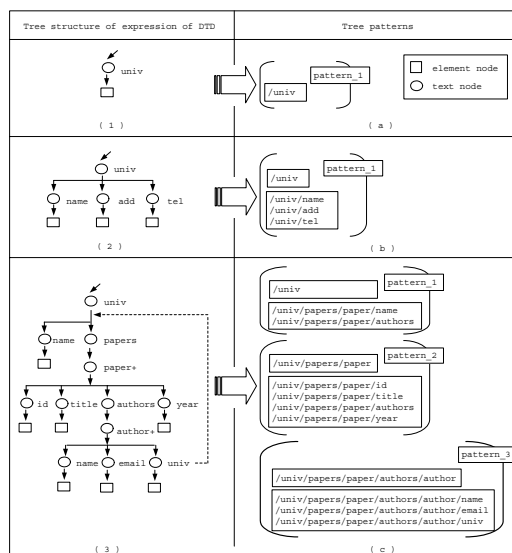 Tree structure of expression of DTD
Tree patterns
univ
( 1 )
pattern_1
/univ
( a )
element node
text node
univ
name add tel
( 2 )
pattern_1
/univ
/univ/name
/univ/add
/univ/tel
( b )
univ
name papers
paper+
id title authors year
author+
name email univ
( 3 )
pattern_1
/univ
/univ/papers/paper/name
/univ/papers/paper/authors
pattern_2
/univ/papers/paper
/univ/papers/paper/id
/univ/papers/paper/title
/univ/papers/paper/authors
/univ/papers/paper/year
pattern_3
/univ/papers/paper/authors/author
/univ/papers/paper/authors/author/name
/univ/papers/paper/authors/author/email
/univ/papers/paper/authors/author/univ
( c )